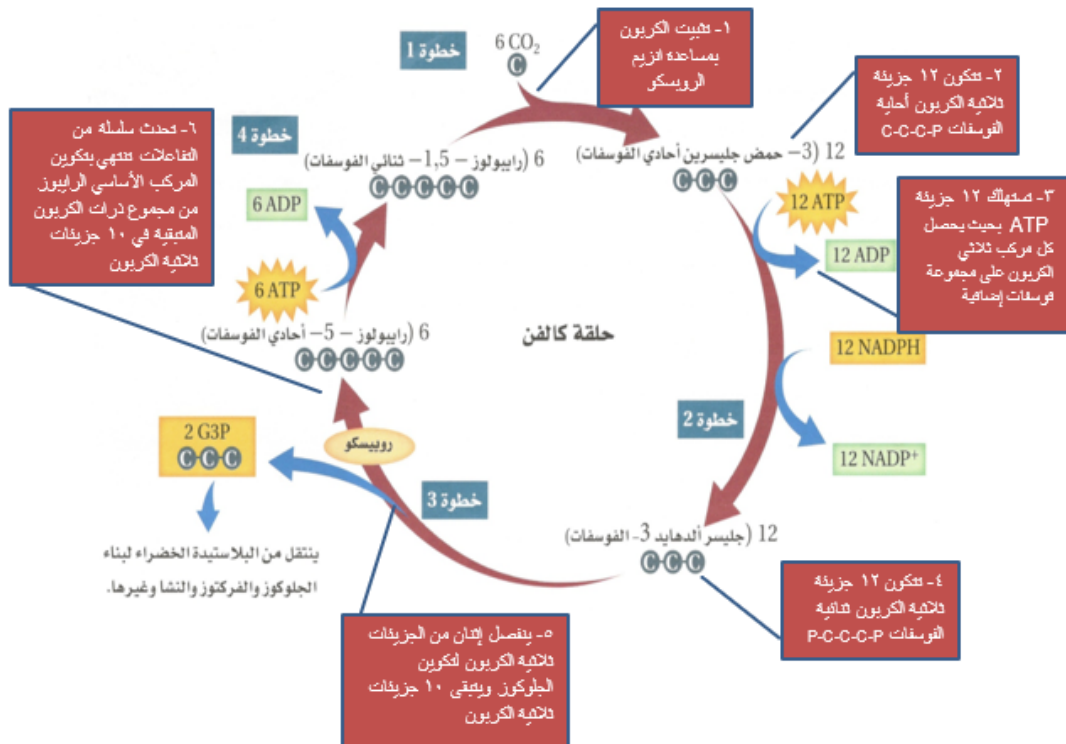 ١- تثبيت الكربون
بمساعدة انزيم
الروبسكو
6 CO₂
C
خطوة 1
٢- تتكون ١٢ جزيئة
ثلاثية الكربون أحاية
الفوسفات C-C-C-P
12 (3- حمض جليسرين أحادي الفوسفات)
C C C
12 ATP
12 ADP
٣- تستهلك ١٢ جزيئة
ATP بحيث يحصل
كل مركب ثلاثي
الكربون على مجموعة
فوسفات إضافية
12 NADPH
12 NADP⁺
خطوة 2
حلقة كالفن
12 (جليسر ألدهايد 3- الفوسفات)
C C C
٤- تتكون ١٢ جزيئة
ثلاثية الكربون ثنائية
الفوسفات P-C-C-C-P
خطوة 3
روبيسكو
٥- ينفصل إثنان من الجزيئات
ثلاثية الكربون لتكوين
الجلوكوز ويتبقى ١٠ جزيئات
ثلاثية الكربون
2 G3P
C C C
ينتقل من البلاستيدة الخضراء لبناء
الجلوكوز والفركتوز والنشا وغيرها.
6 (رايبولوز – 5– أحادي الفوسفات)
C C C C C
6 ATP
6 ADP
خطوة 4
6 (رايبولوز – 1,5– ثنائي الفوسفات)
C C C C C
٦- تحدث سلسلة من
التفاعلات تنتهي بتكوين
المركب الأساسي الرايبوز
من مجموع ذرات الكربون
المتبقية في ١٠ جزيئات
ثلاثية الكربون